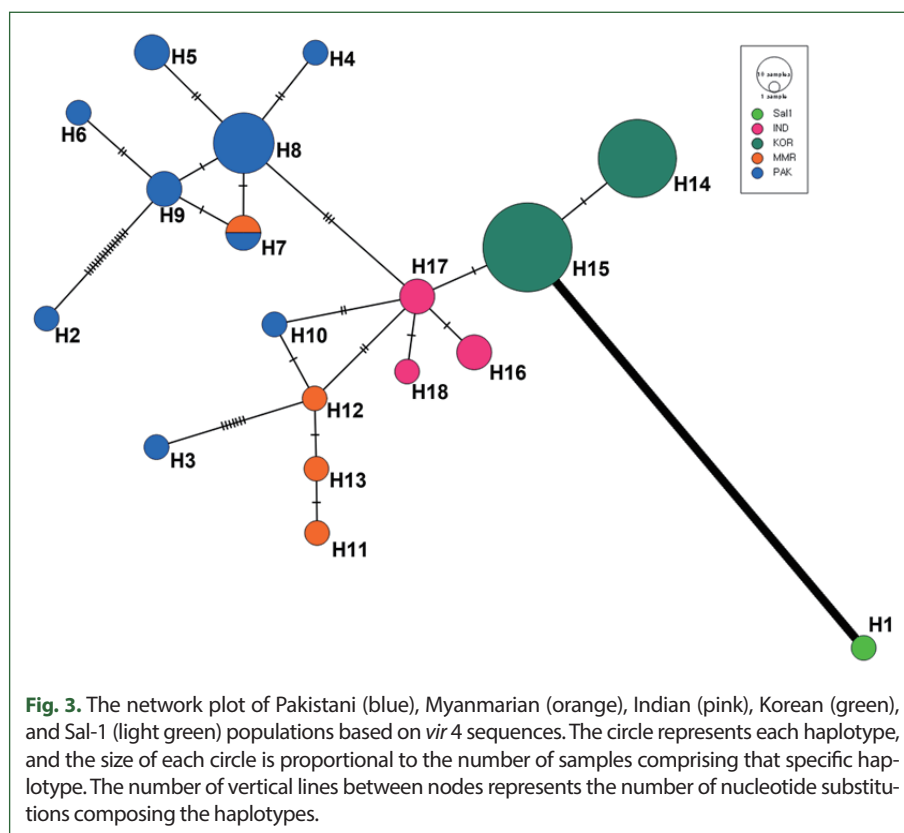 H5
H4
H6
H8
H9
H7
H14
H15
H17
H2
H10
H18
H16
H12
H3
H13
H11
H1
10 samples
1 sample
Sal1
IND
KOR
MMR
PAK
Fig. 3. The network plot of Pakistani (blue), Myanmarian (orange), Indian (pink), Korean (green),
and Sal-1 (light green) populations based on vir 4 sequences. The circle represents each haplotype,
and the size of each circle is proportional to the number of samples comprising that specific hap-
lotype. The number of vertical lines between nodes represents the number of nucleotide substitu-
tions composing the haplotypes.